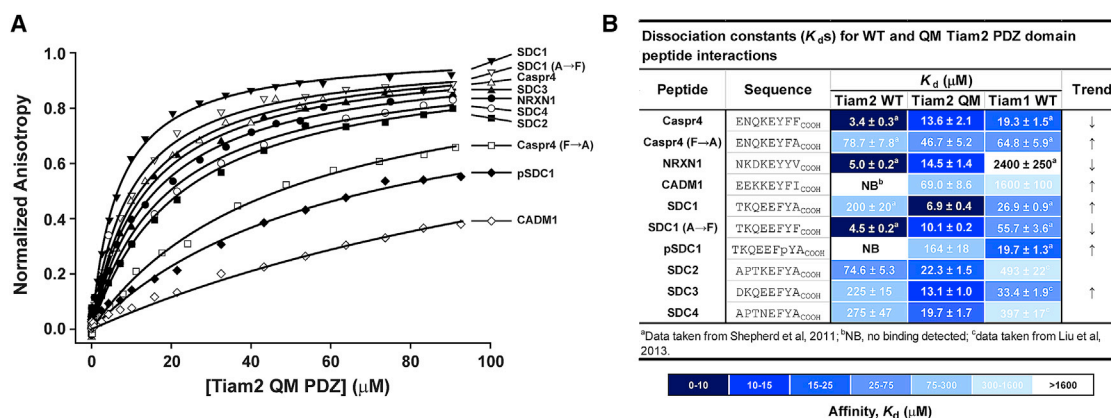 A
Normalized Anisotropy
1.0
0.8
0.6
0.4
0.2
0.0
0 20 40 60 80 100
[Tiam2 QM PDZ] (μM)
SDC1
SDC1 (A→F)
Caspr4
SDC3
NRXN1
SDC4
SDC2
Caspr4 (F→A)
pSDC1
CADM1
B
Dissociation constants (Kds) for WT and QM Tiam2 PDZ domain
peptide interactions
Kd (μM)
Peptide Sequence Tiam2 WT Tiam2 QM Tiam1 WT Trend
Caspr4 ENQKEYFFCOOH 3.4 ± 0.3a 13.6 ± 2.1 19.3 ± 1.5a ↓
Caspr4 (F→A) ENQKEYFACOOH 78.7 ± 7.8a 46.7 ± 5.2 64.8 ± 5.9a ↑
NRXN1 NKDKEYYVCOOH 5.0 ± 0.2a 14.5 ± 1.4 2400 ± 250a ↓
CADM1 EEKKEYFICOOH NBb 69.0 ± 8.6 1600 ± 100 ↑
SDC1 TKQEEFYACOOH 200 ± 20a 6.9 ± 0.4 26.9 ± 0.9a ↑
SDC1 (A→F) TKQEEFYFCOOH 4.5 ± 0.2a 10.1 ± 0.2 55.7 ± 3.6a ↓
pSDC1 TKQEEFpYACOOH NB 164 ± 18 19.7 ± 1.3a ↑
SDC2 APTKEFYACOOH 74.6 ± 5.3 22.3 ± 1.5 493 ± 22
SDC3 DKQEEFYACOOH 225 ± 15 13.1 ± 1.0 33.4 ± 1.9c ↑
SDC4 APTNEFYACOOH 275 ± 47 19.7 ± 1.7 397 ± 17
aData taken from Shepherd et al, 2011; bNB, no binding detected; cdata taken from Liu et al,
2013.
0-10 10-15 15-25 25-75 75-300 300-1600 >1600
Affinity, Kd (μM)